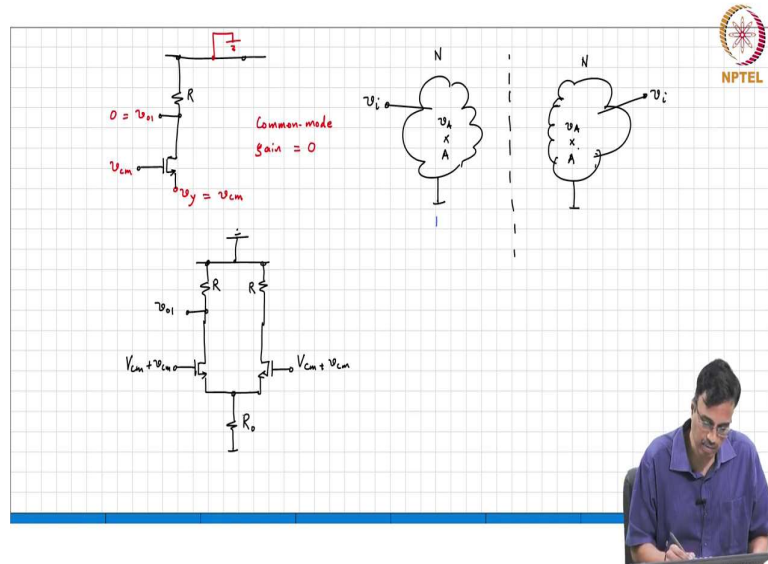 NPTEL
R
0 = v01
Common-mode
gain = 0
vcm
vy = vcm
N
vi
vA
x
A
N
vi
vA
x
A
R
R
v01
Vcm + vcm
Vcm + vcm
R0